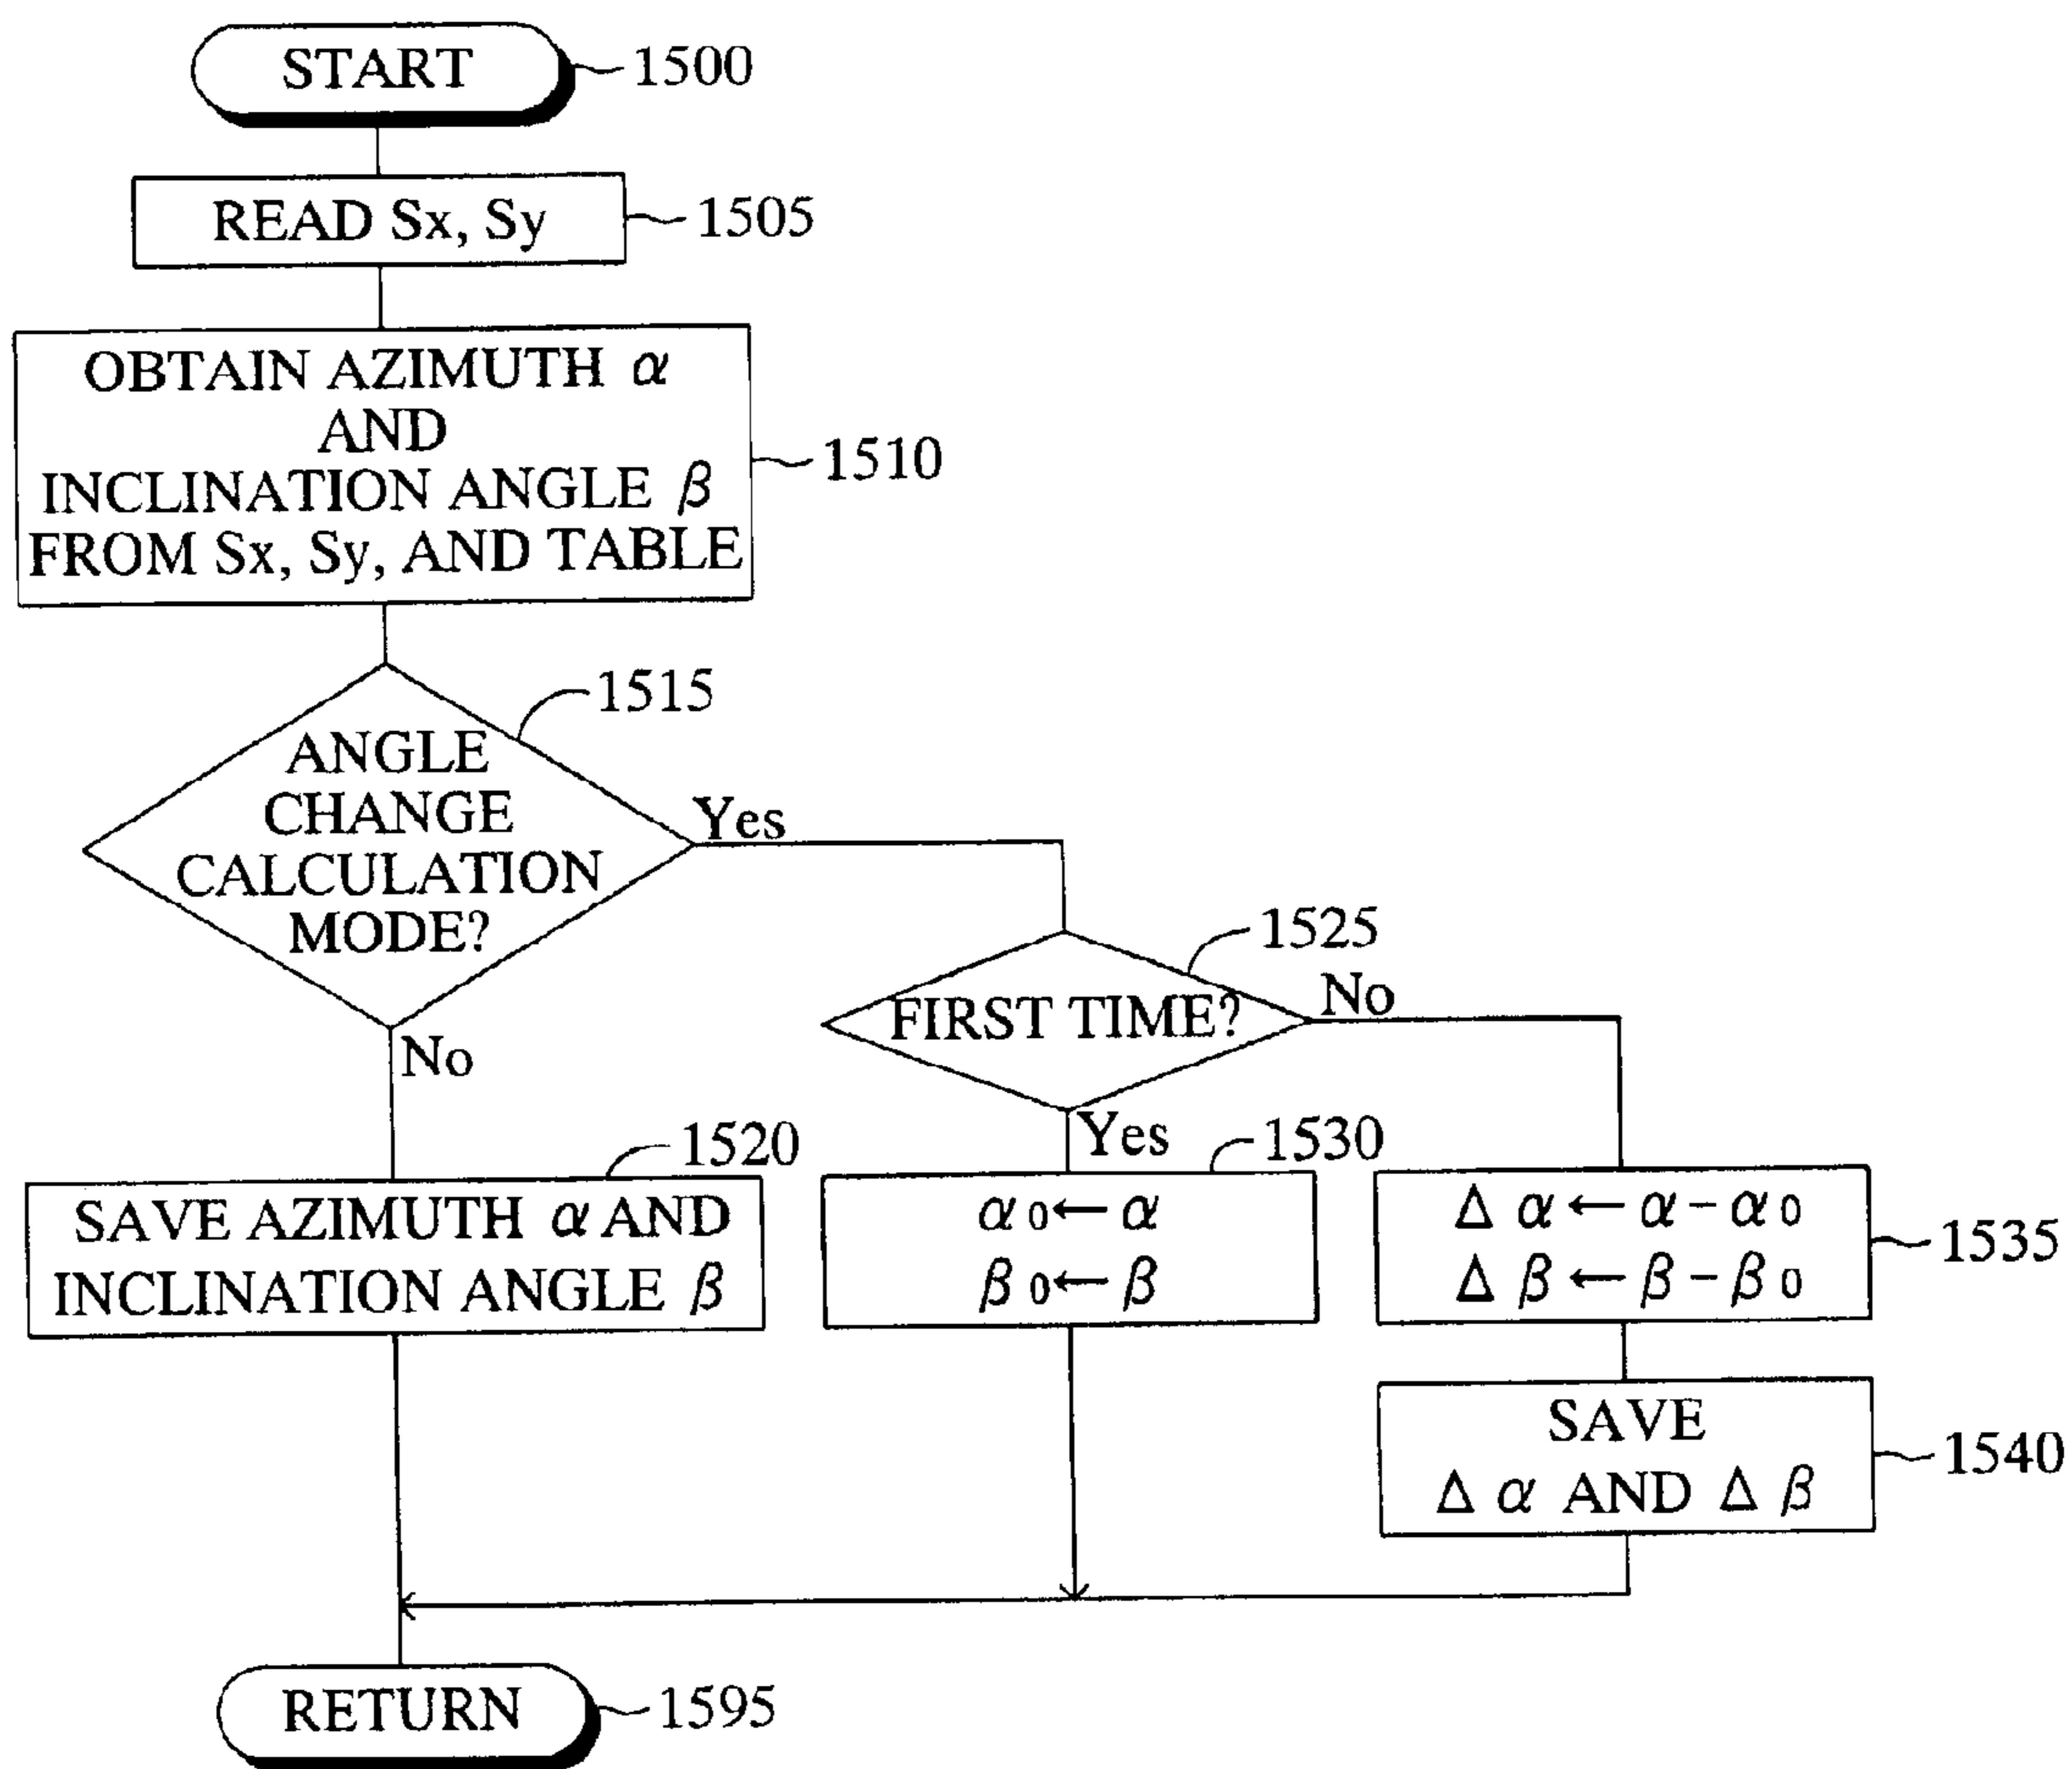 START
1500
READ Sx, Sy
1505
OBTAIN AZIMUTH α
AND
INCLINATION ANGLE β
FROM Sx, Sy, AND TABLE
1510
ANGLE
CHANGE
CALCULATION
MODE?
1515
Yes
No
FIRST TIME?
1525
No
Yes
SAVE AZIMUTH α AND
INCLINATION ANGLE β
1520
α0←α
β0←β
1530
Δα←α−α0
Δβ←β−β0
1535
SAVE
Δα AND Δβ
1540
RETURN
1595